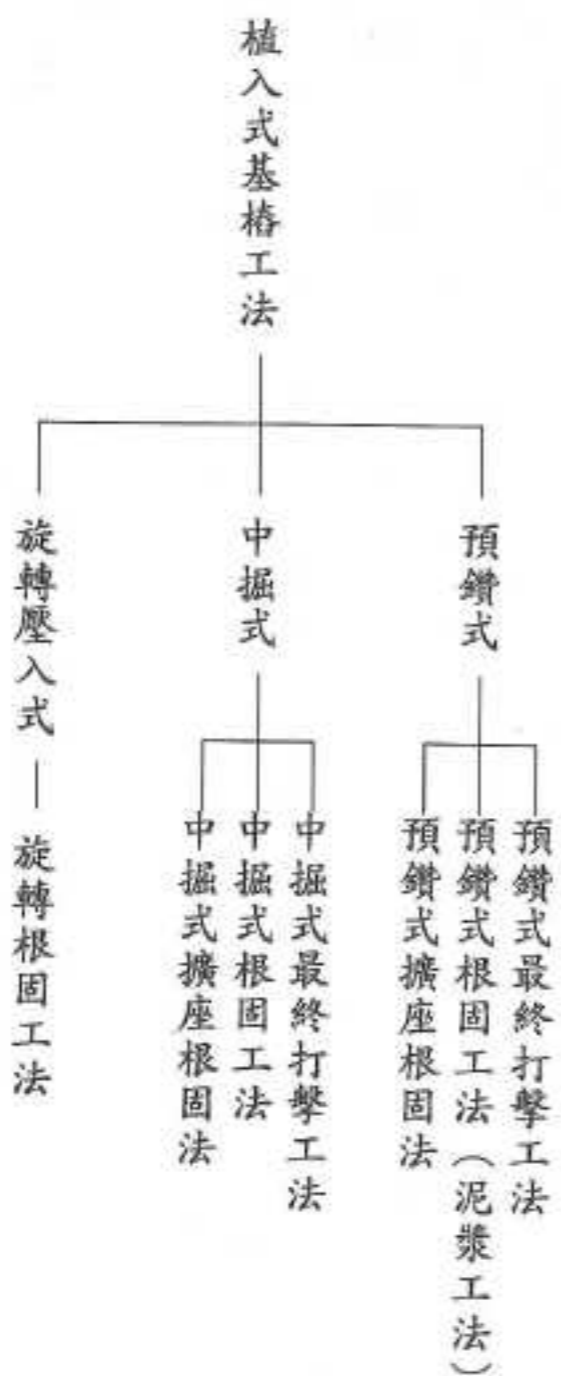 植入式基樁工法
預鑽式
預鑽式最終打擊工法
預鑽式根固工法（泥漿工法）
預鑽式擴座根固法
中掘式
中掘式最終打擊工法
中掘式根固工法
中掘式擴座根固法
旋轉壓入式
旋轉根固工法